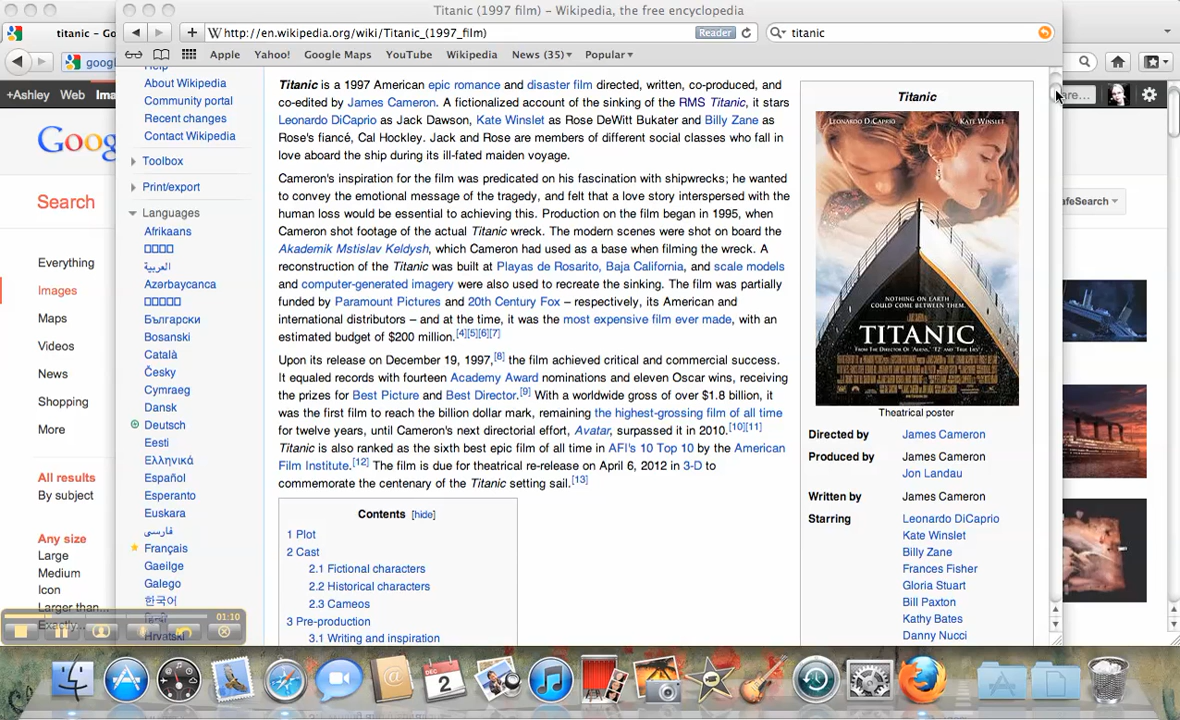 Titanic (1997 film) – Wikipedia, the free encyclopedia
titanic – Go
http://en.wikipedia.org/wiki/Titanic_(1997_film)
Reader
titanic
googl
Apple Yahoo! Google Maps YouTube Wikipedia News (35) Popular
+Ashley Web Ima
Goog
Search
Everything
Images
Maps
Videos
News
Shopping
More
All results
By subject
Any size
Large
Medium
Icon
Larger than...
Exactly...
Help
About Wikipedia
Community portal
Recent changes
Contact Wikipedia
Toolbox
Print/export
Languages
Afrikaans
العربية
Azərbaycanca
Български
Bosanski
Català
Česky
Cymraeg
Dansk
Deutsch
Eesti
Ελληνικά
Español
Esperanto
Euskara
فارسی
Français
Gaeilge
Galego
한국어
हिन्दी
Hrvatski
Titanic is a 1997 American epic romance and disaster film directed, written, co-produced, and
co-edited by James Cameron. A fictionalized account of the sinking of the RMS Titanic, it stars
Leonardo DiCaprio as Jack Dawson, Kate Winslet as Rose DeWitt Bukater and Billy Zane as
Rose's fiancé, Cal Hockley. Jack and Rose are members of different social classes who fall in
love aboard the ship during its ill-fated maiden voyage.
Cameron's inspiration for the film was predicated on his fascination with shipwrecks; he wanted
to convey the emotional message of the tragedy, and felt that a love story interspersed with the
human loss would be essential to achieving this. Production on the film began in 1995, when
Cameron shot footage of the actual Titanic wreck. The modern scenes were shot on board the
Akademik Mstislav Keldysh, which Cameron had used as a base when filming the wreck. A
reconstruction of the Titanic was built at Playas de Rosarito, Baja California, and scale models
and computer-generated imagery were also used to recreate the sinking. The film was partially
funded by Paramount Pictures and 20th Century Fox – respectively, its American and
international distributors – and at the time, it was the most expensive film ever made, with an
estimated budget of $200 million.[4][5][6][7]
Upon its release on December 19, 1997,[8] the film achieved critical and commercial success.
It equaled records with fourteen Academy Award nominations and eleven Oscar wins, receiving
the prizes for Best Picture and Best Director.[9] With a worldwide gross of over $1.8 billion, it
was the first film to reach the billion dollar mark, remaining the highest-grossing film of all time
for twelve years, until Cameron's next directorial effort, Avatar, surpassed it in 2010.[10][11]
Titanic is also ranked as the sixth best epic film of all time in AFI's 10 Top 10 by the American
Film Institute.[12] The film is due for theatrical re-release on April 6, 2012 in 3-D to
commemorate the centenary of the Titanic setting sail.[13]
Contents [hide]
1 Plot
2 Cast
2.1 Fictional characters
2.2 Historical characters
2.3 Cameos
3 Pre-production
3.1 Writing and inspiration
Titanic
LEONARDO DICAPRIO KATE WINSLET
NOTHING ON EARTH
COULD COME BETWEEN THEM.
TITANIC
FROM THE DIRECTOR OF 'ALIENS,' 'T2' AND 'TRUE LIES'
Theatrical poster
Directed by James Cameron
Produced by James Cameron
Jon Landau
Written by James Cameron
Starring Leonardo DiCaprio
Kate Winslet
Billy Zane
Frances Fisher
Gloria Stuart
Bill Paxton
Kathy Bates
Danny Nucci
are...
afeSearch
01:10
DEC
2